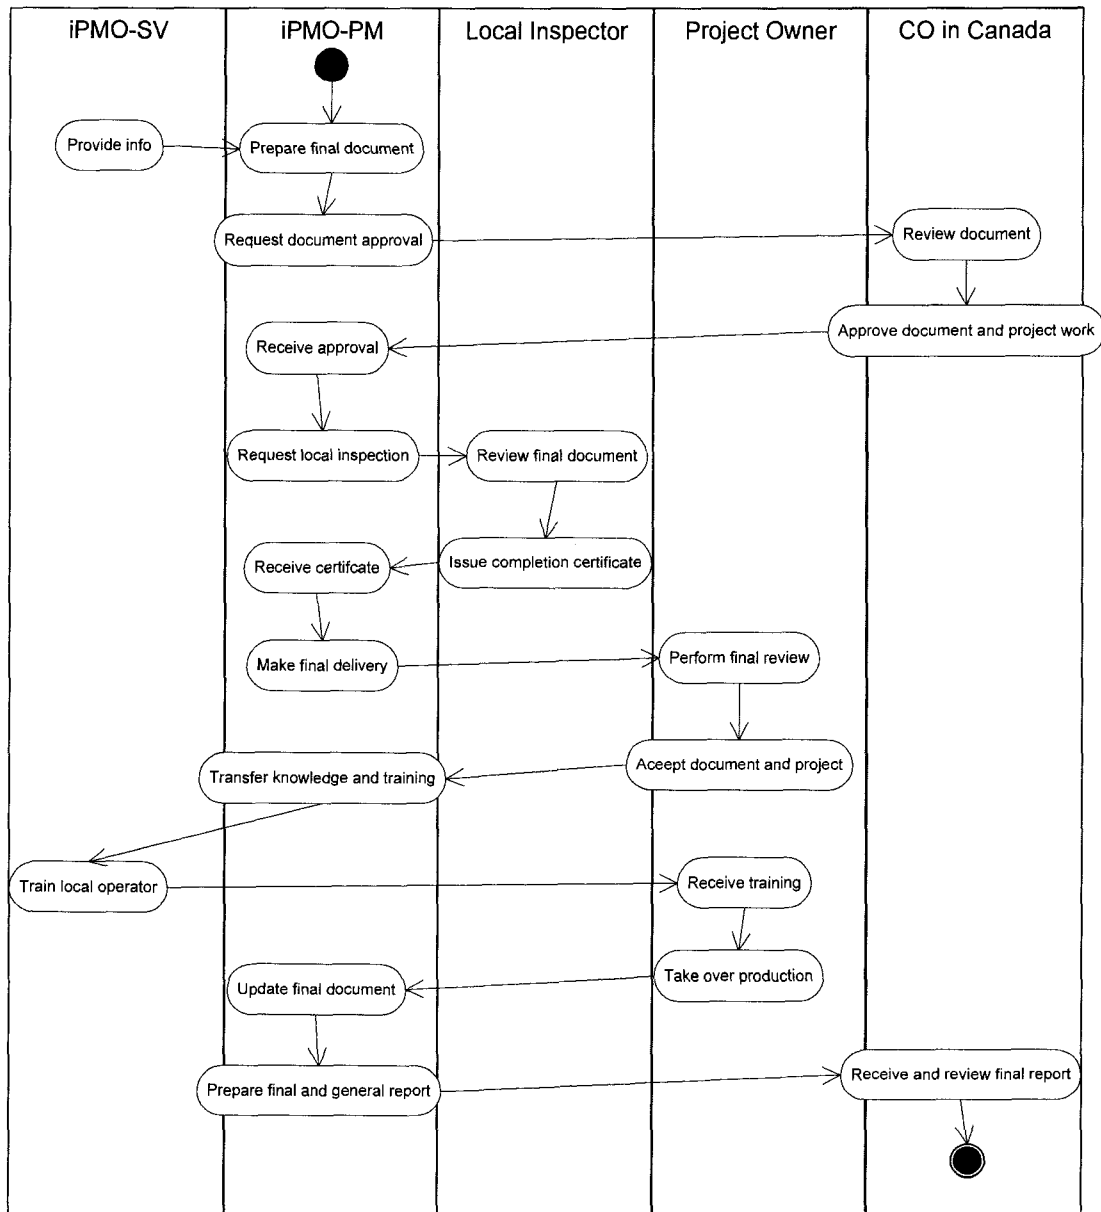 iPMO-SV
iPMO-PM
Local Inspector
Project Owner
CO in Canada
Provide info
Prepare final document
Request document approval
Review document
Approve document and project work
Receive approval
Request local inspection
Review final document
Issue completion certificate
Receive certifcate
Make final delivery
Perform final review
Aceept document and project
Transfer knowledge and training
Train local operator
Receive training
Take over production
Update final document
Prepare final and general report
Receive and review final report